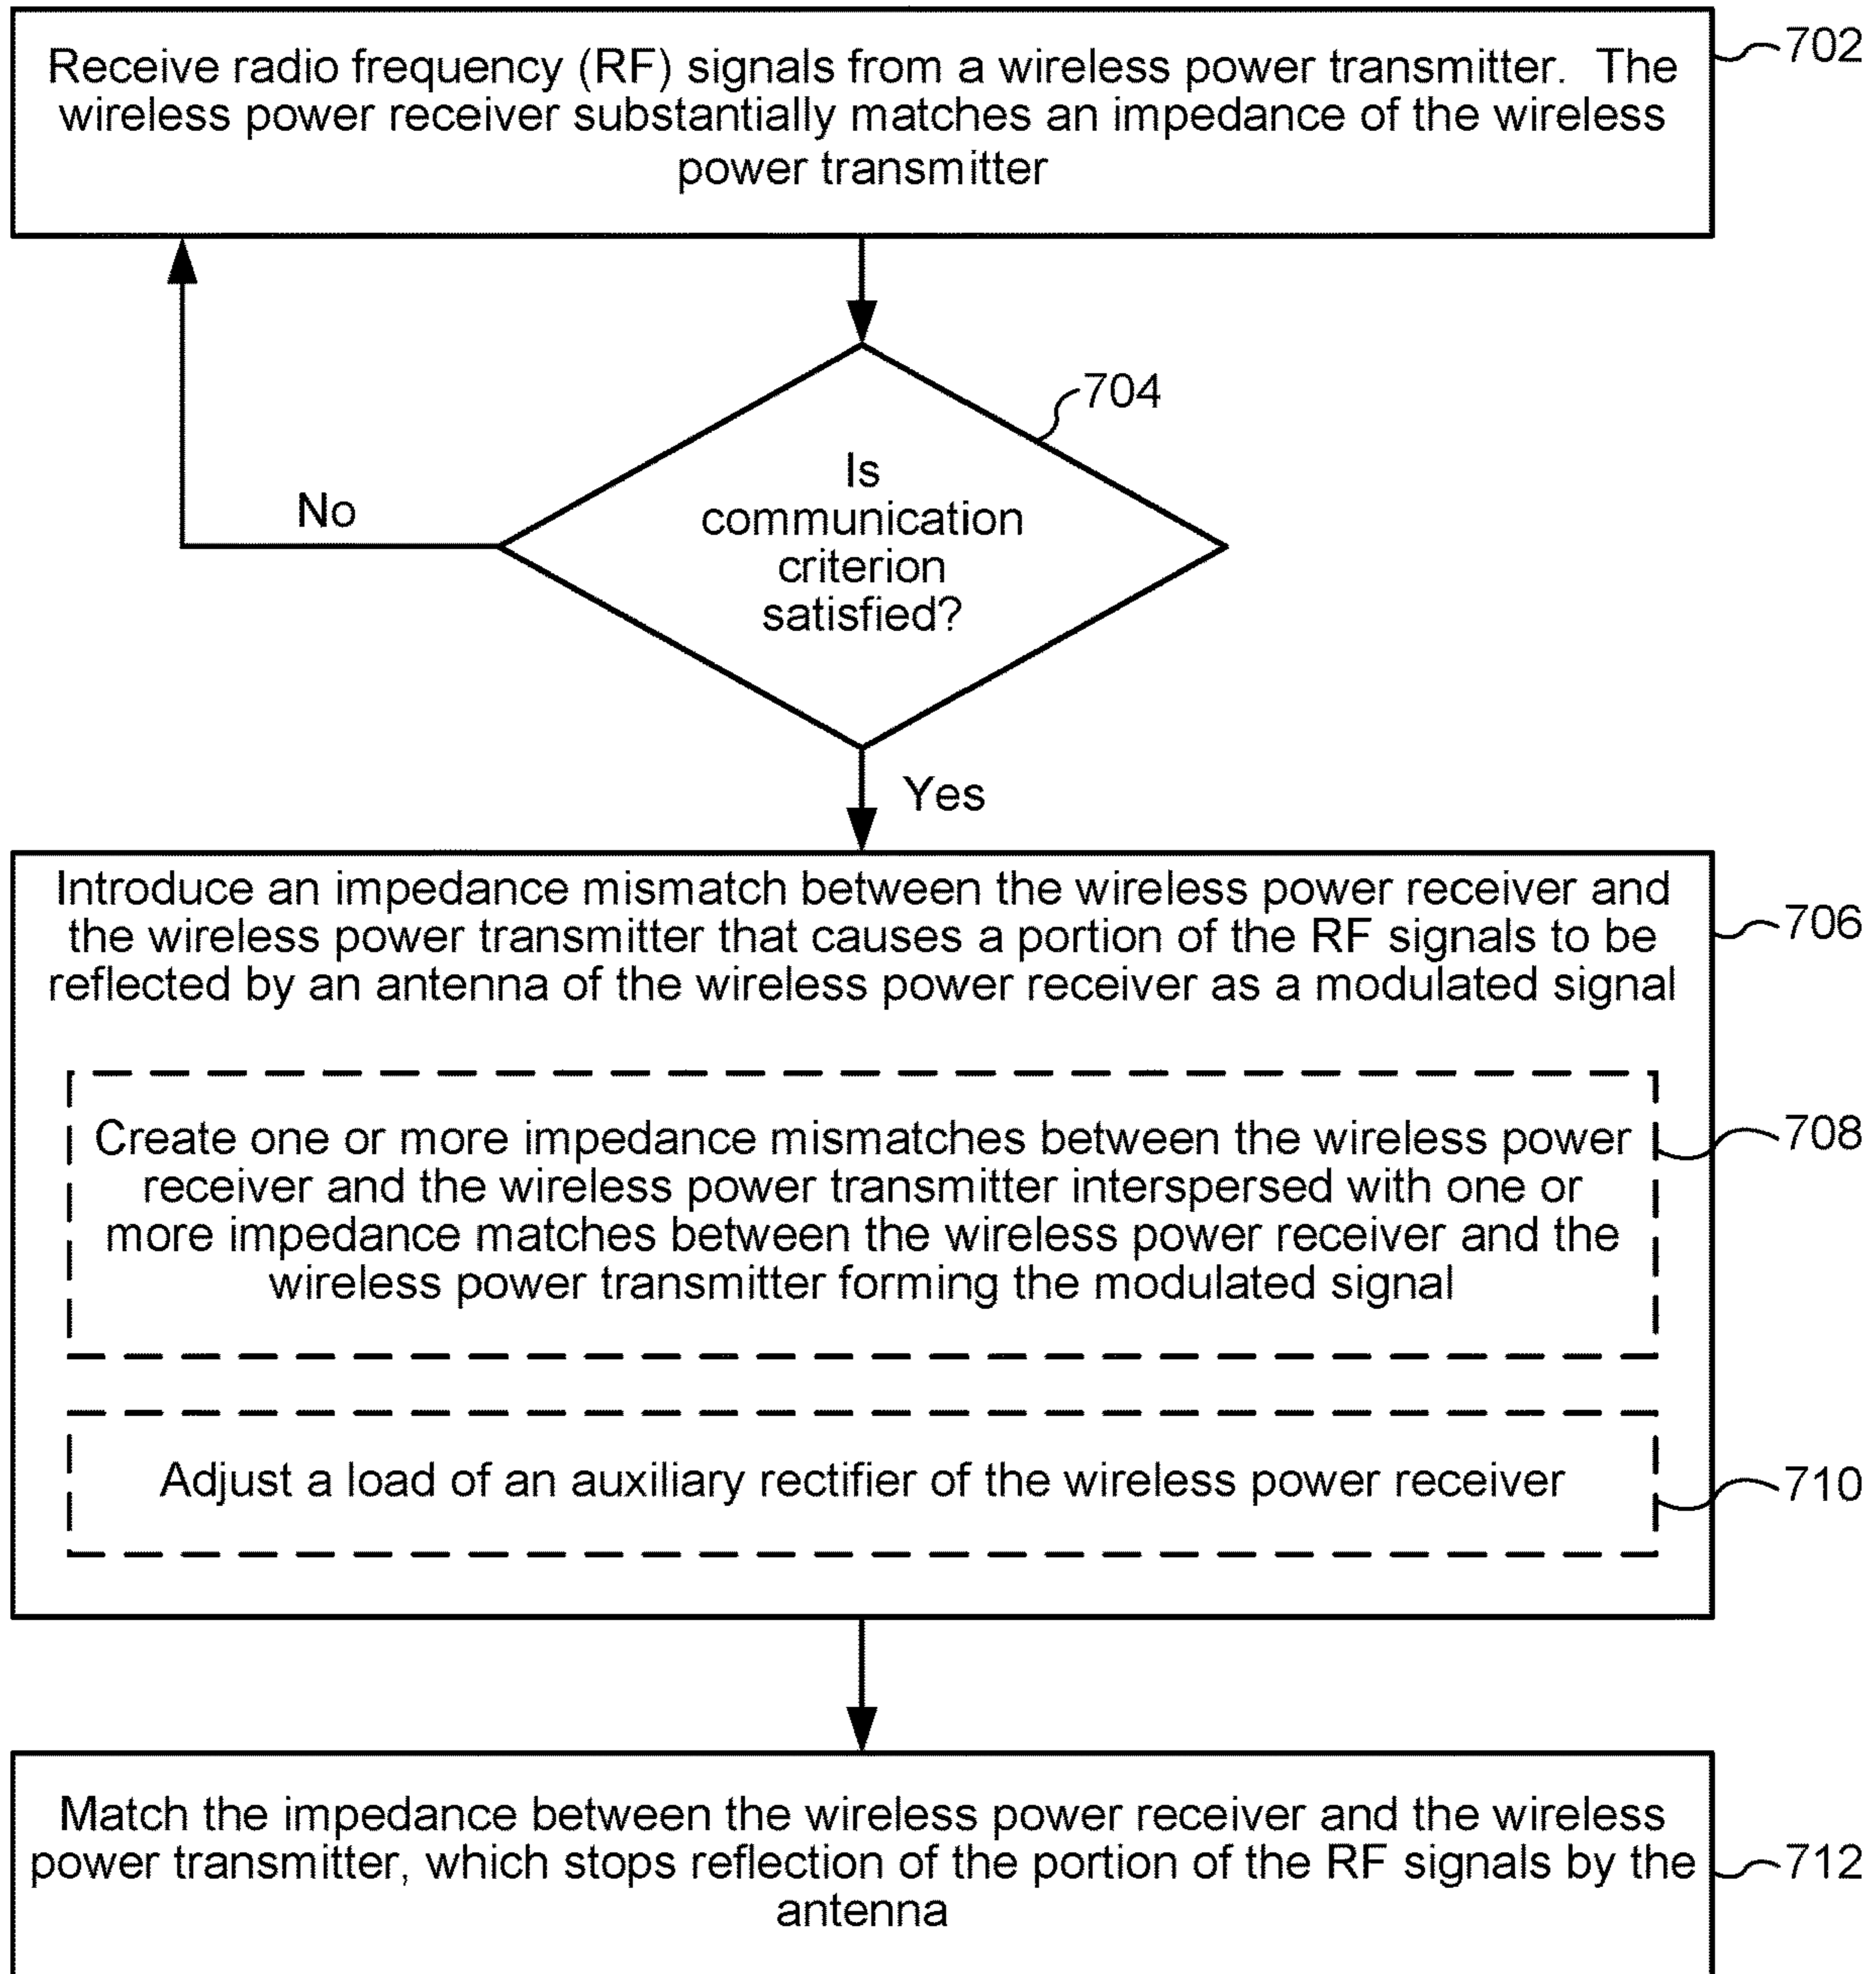 Receive radio frequency (RF) signals from a wireless power transmitter. The
wireless power receiver substantially matches an impedance of the wireless
power transmitter
702
704
Is
communication
criterion
satisfied?
No
Yes
Introduce an impedance mismatch between the wireless power receiver and
the wireless power transmitter that causes a portion of the RF signals to be
reflected by an antenna of the wireless power receiver as a modulated signal
706
Create one or more impedance mismatches between the wireless power
receiver and the wireless power transmitter interspersed with one or
more impedance matches between the wireless power receiver and the
wireless power transmitter forming the modulated signal
708
Adjust a load of an auxiliary rectifier of the wireless power receiver
710
Match the impedance between the wireless power receiver and the wireless
power transmitter, which stops reflection of the portion of the RF signals by the
antenna
712